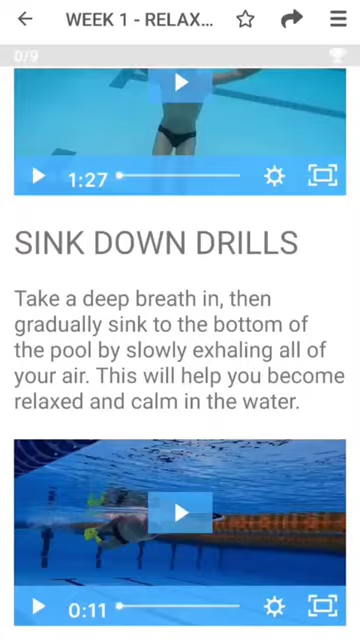 WEEK 1 - RELAX...
0/9
1:27
SINK DOWN DRILLS
Take a deep breath in, then
gradually sink to the bottom of
the pool by slowly exhaling all of
your air. This will help you become
relaxed and calm in the water.
0:11